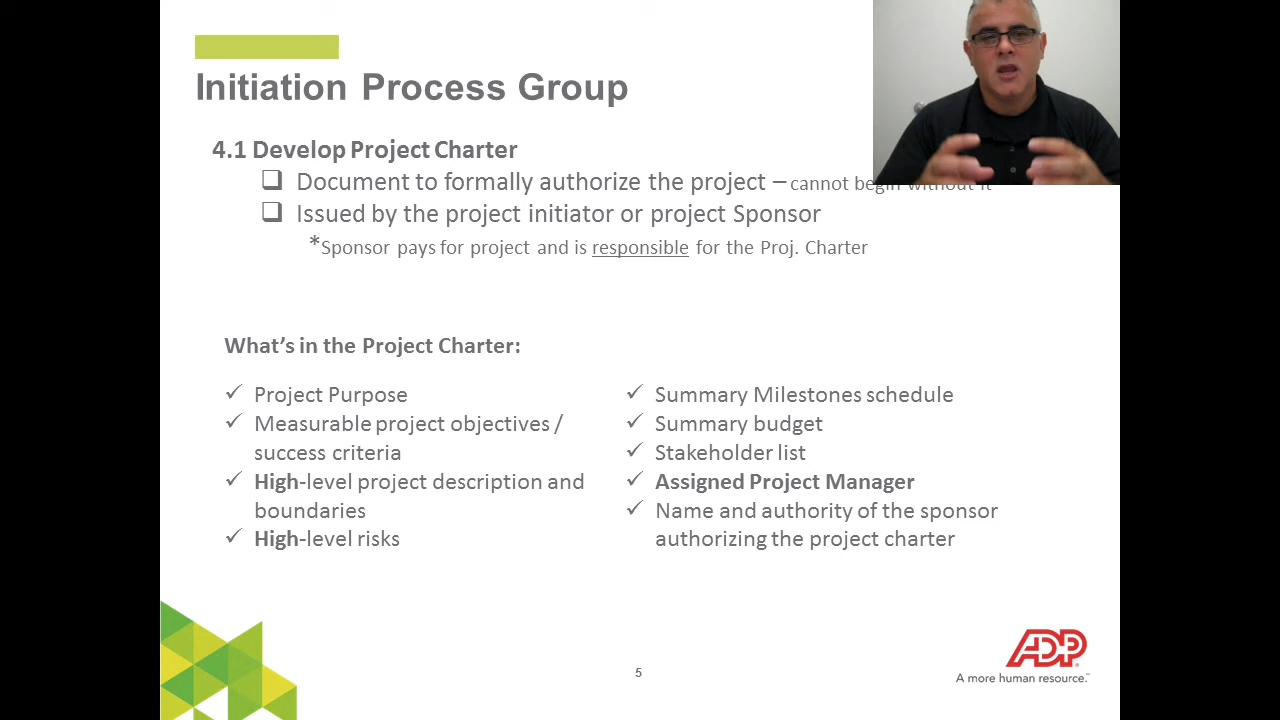 Initiation Process Group
4.1 Develop Project Charter
❑ Document to formally authorize the project – cannot begin without it
❑ Issued by the project initiator or project Sponsor
*Sponsor pays for project and is responsible for the Proj. Charter
What's in the Project Charter:
✓ Project Purpose
✓ Measurable project objectives /
success criteria
✓ High-level project description and
boundaries
✓ High-level risks
✓ Summary Milestones schedule
✓ Summary budget
✓ Stakeholder list
✓ Assigned Project Manager
✓ Name and authority of the sponsor
authorizing the project charter
5
ADP
A more human resource.™